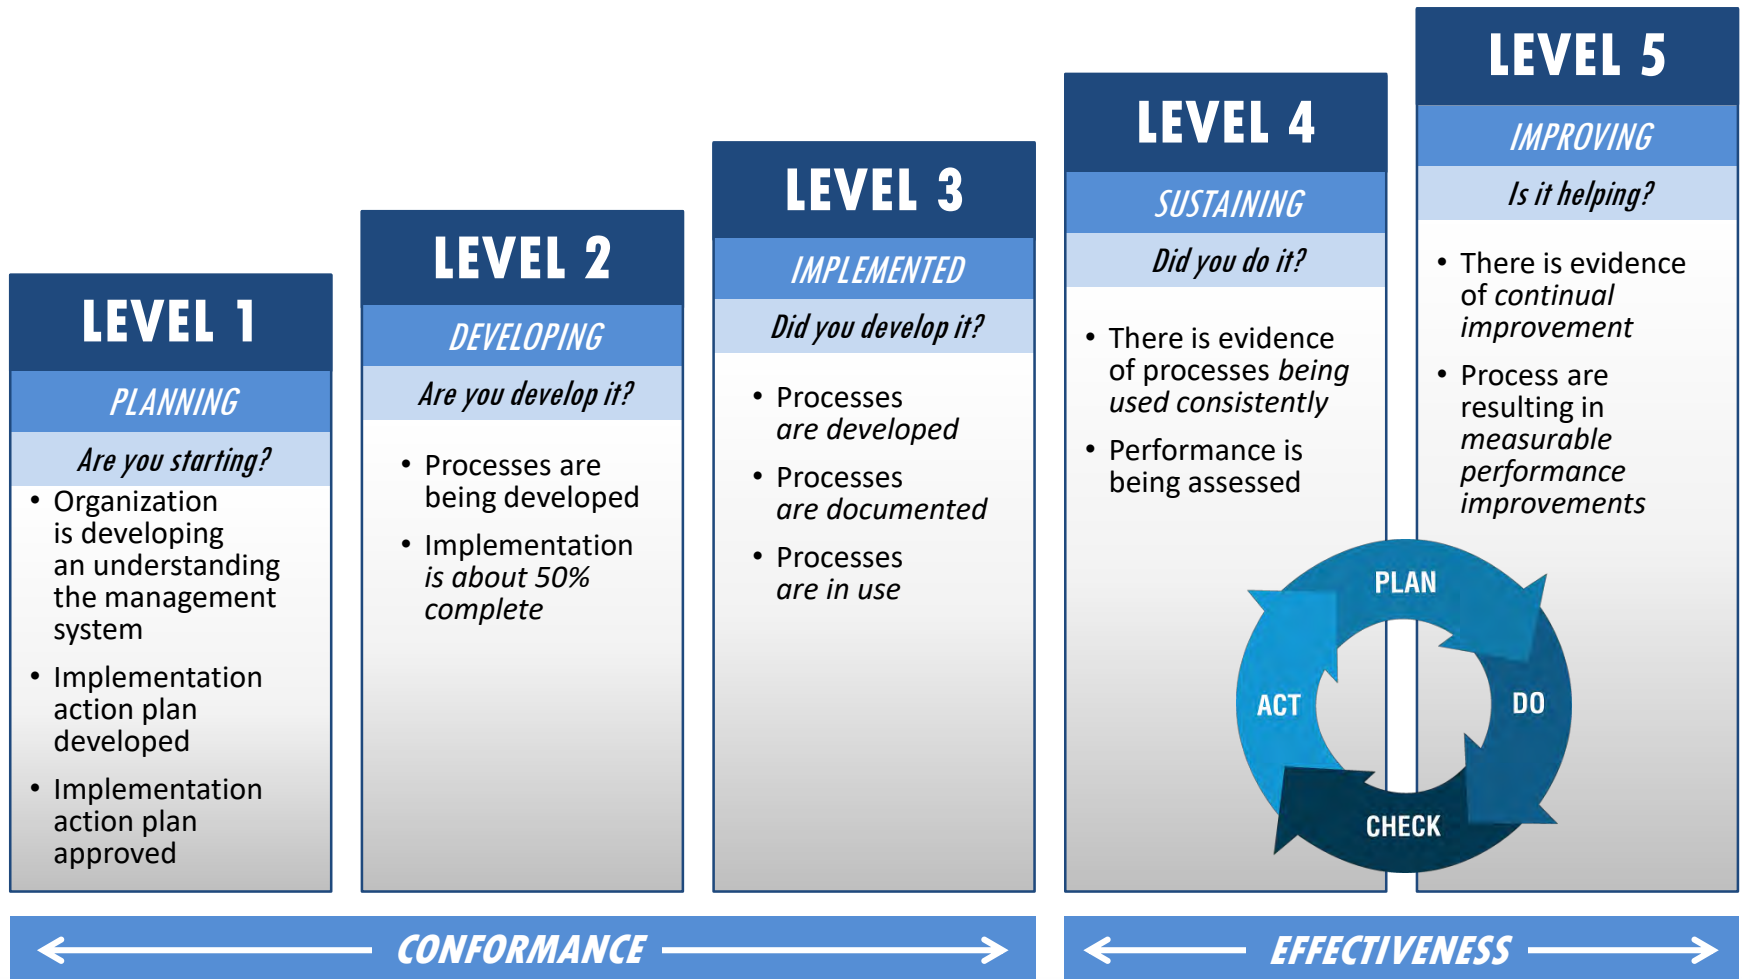 LEVEL 1
PLANNING
Are you starting?
• Organization
is developing
an understanding
the management
system
• Implementation
action plan
developed
• Implementation
action plan
approved
LEVEL 2
DEVELOPING
Are you develop it?
• Processes are
being developed
• Implementation
is about 50%
complete
LEVEL 3
IMPLEMENTED
Did you develop it?
• Processes
are developed
• Processes
are documented
• Processes
are in use
LEVEL 4
SUSTAINING
Did you do it?
• There is evidence
of processes being
used consistently
• Performance is
being assessed
LEVEL 5
IMPROVING
Is it helping?
• There is evidence
of continual
improvement
• Process are
resulting in
measurable
performance
improvements
PLAN
DO
CHECK
ACT
CONFORMANCE
EFFECTIVENESS